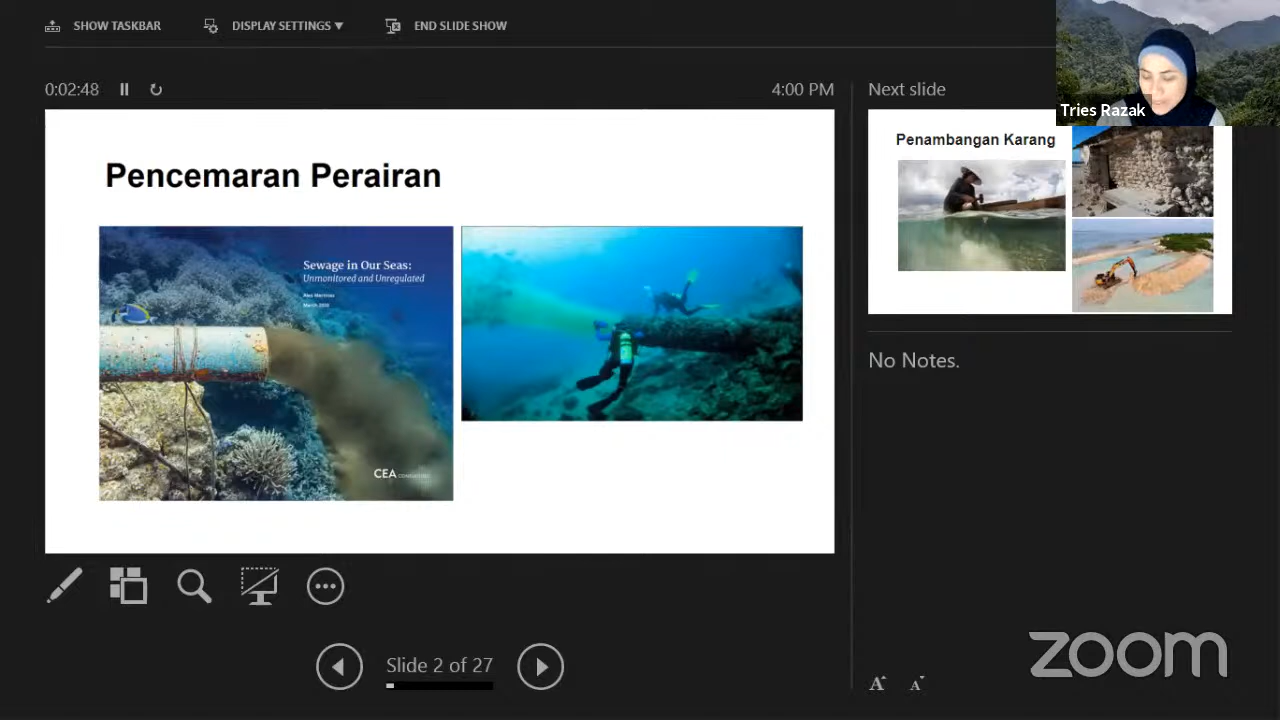 SHOW TASKBAR
DISPLAY SETTINGS
END SLIDE SHOW
0:02:48
4:00 PM
Next slide
Tries Razak
Pencemaran Perairan
Sewage in Our Seas:
Unmonitored and Unregulated
CEA
Penambangan Karang
No Notes.
Slide 2 of 27
A A
zoom